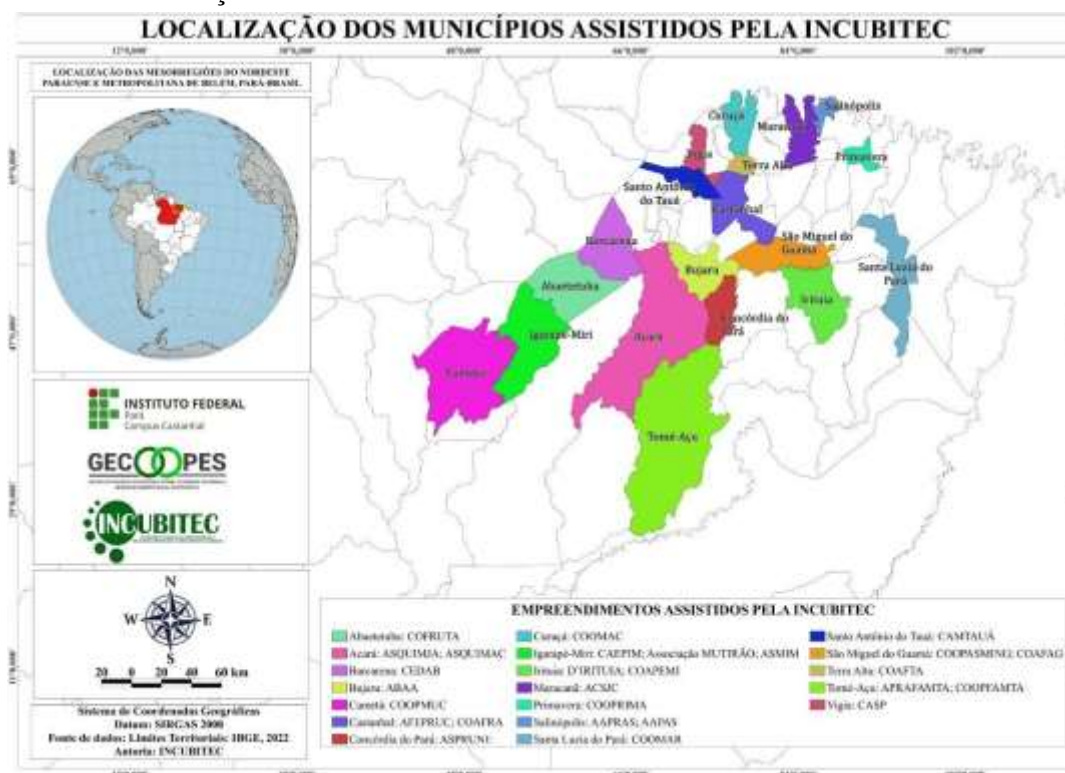 LOCALIZAÇÃO DOS MUNICÍPIOS ASSISTIDOS PELA INCUBITEC
LOCALIZAÇÃO DAS MESORREGIÕES DO NORDESTE
PARAENSE E METROPOLITANA DE BELÉM, PARÁ-BRASIL
INSTITUTO FEDERAL
Pará
Campus Castanhal
GECOOPES
INCUBITEC
N
W E
S
20 0 20 40 60 km
Sistema de Coordenadas Geográficas
Datum: SIRGAS 2000
Fonte de dados: Limites Territoriais: IBGE, 2022
Autoria: INCUBITEC
Salinópolis
Curuçá
Primavera
Terra Alta
Santo Antônio
do Tauá
Castanhal
São Miguel do
Guamá
Santa Luzia do
Pará
Barcarena
Bujaru
Abaetetuba
Irituia
Concórdia do
Pará
Igarapé-Miri
Acará
Cametá
Tomé-Açu
EMPREENDIMENTOS ASSISTIDOS PELA INCUBITEC
Abaetetuba: COFRUTA
Acará: ASQUIMJA; ASQUIMAC
Barcarena: CEDAB
Bujaru: ABAA
Cametá: COOPMUC
Castanhal: AFEPRUC; COAFRA
Concórdia do Pará: ASPRUNE
Curuçá: COOMAC
Igarapé-Miri: CAEPIM; Associação MUTIRÃO; ASMIM
Irituia: D'IRITUIA; COAPEMI
Maracanã: ACSJC
Primavera: COOPRIMA
Salinópolis: AAPRAS; AAPAS
Santa Luzia do Pará: COOMAR
Santo Antônio do Tauá: CAMTAUÁ
São Miguel do Guamá: COOPASMING; COAFAG
Terra Alta: COAFTA
Tomé-Açu: APRAFAMTA; COOPFAMTA
Vigia: CASP